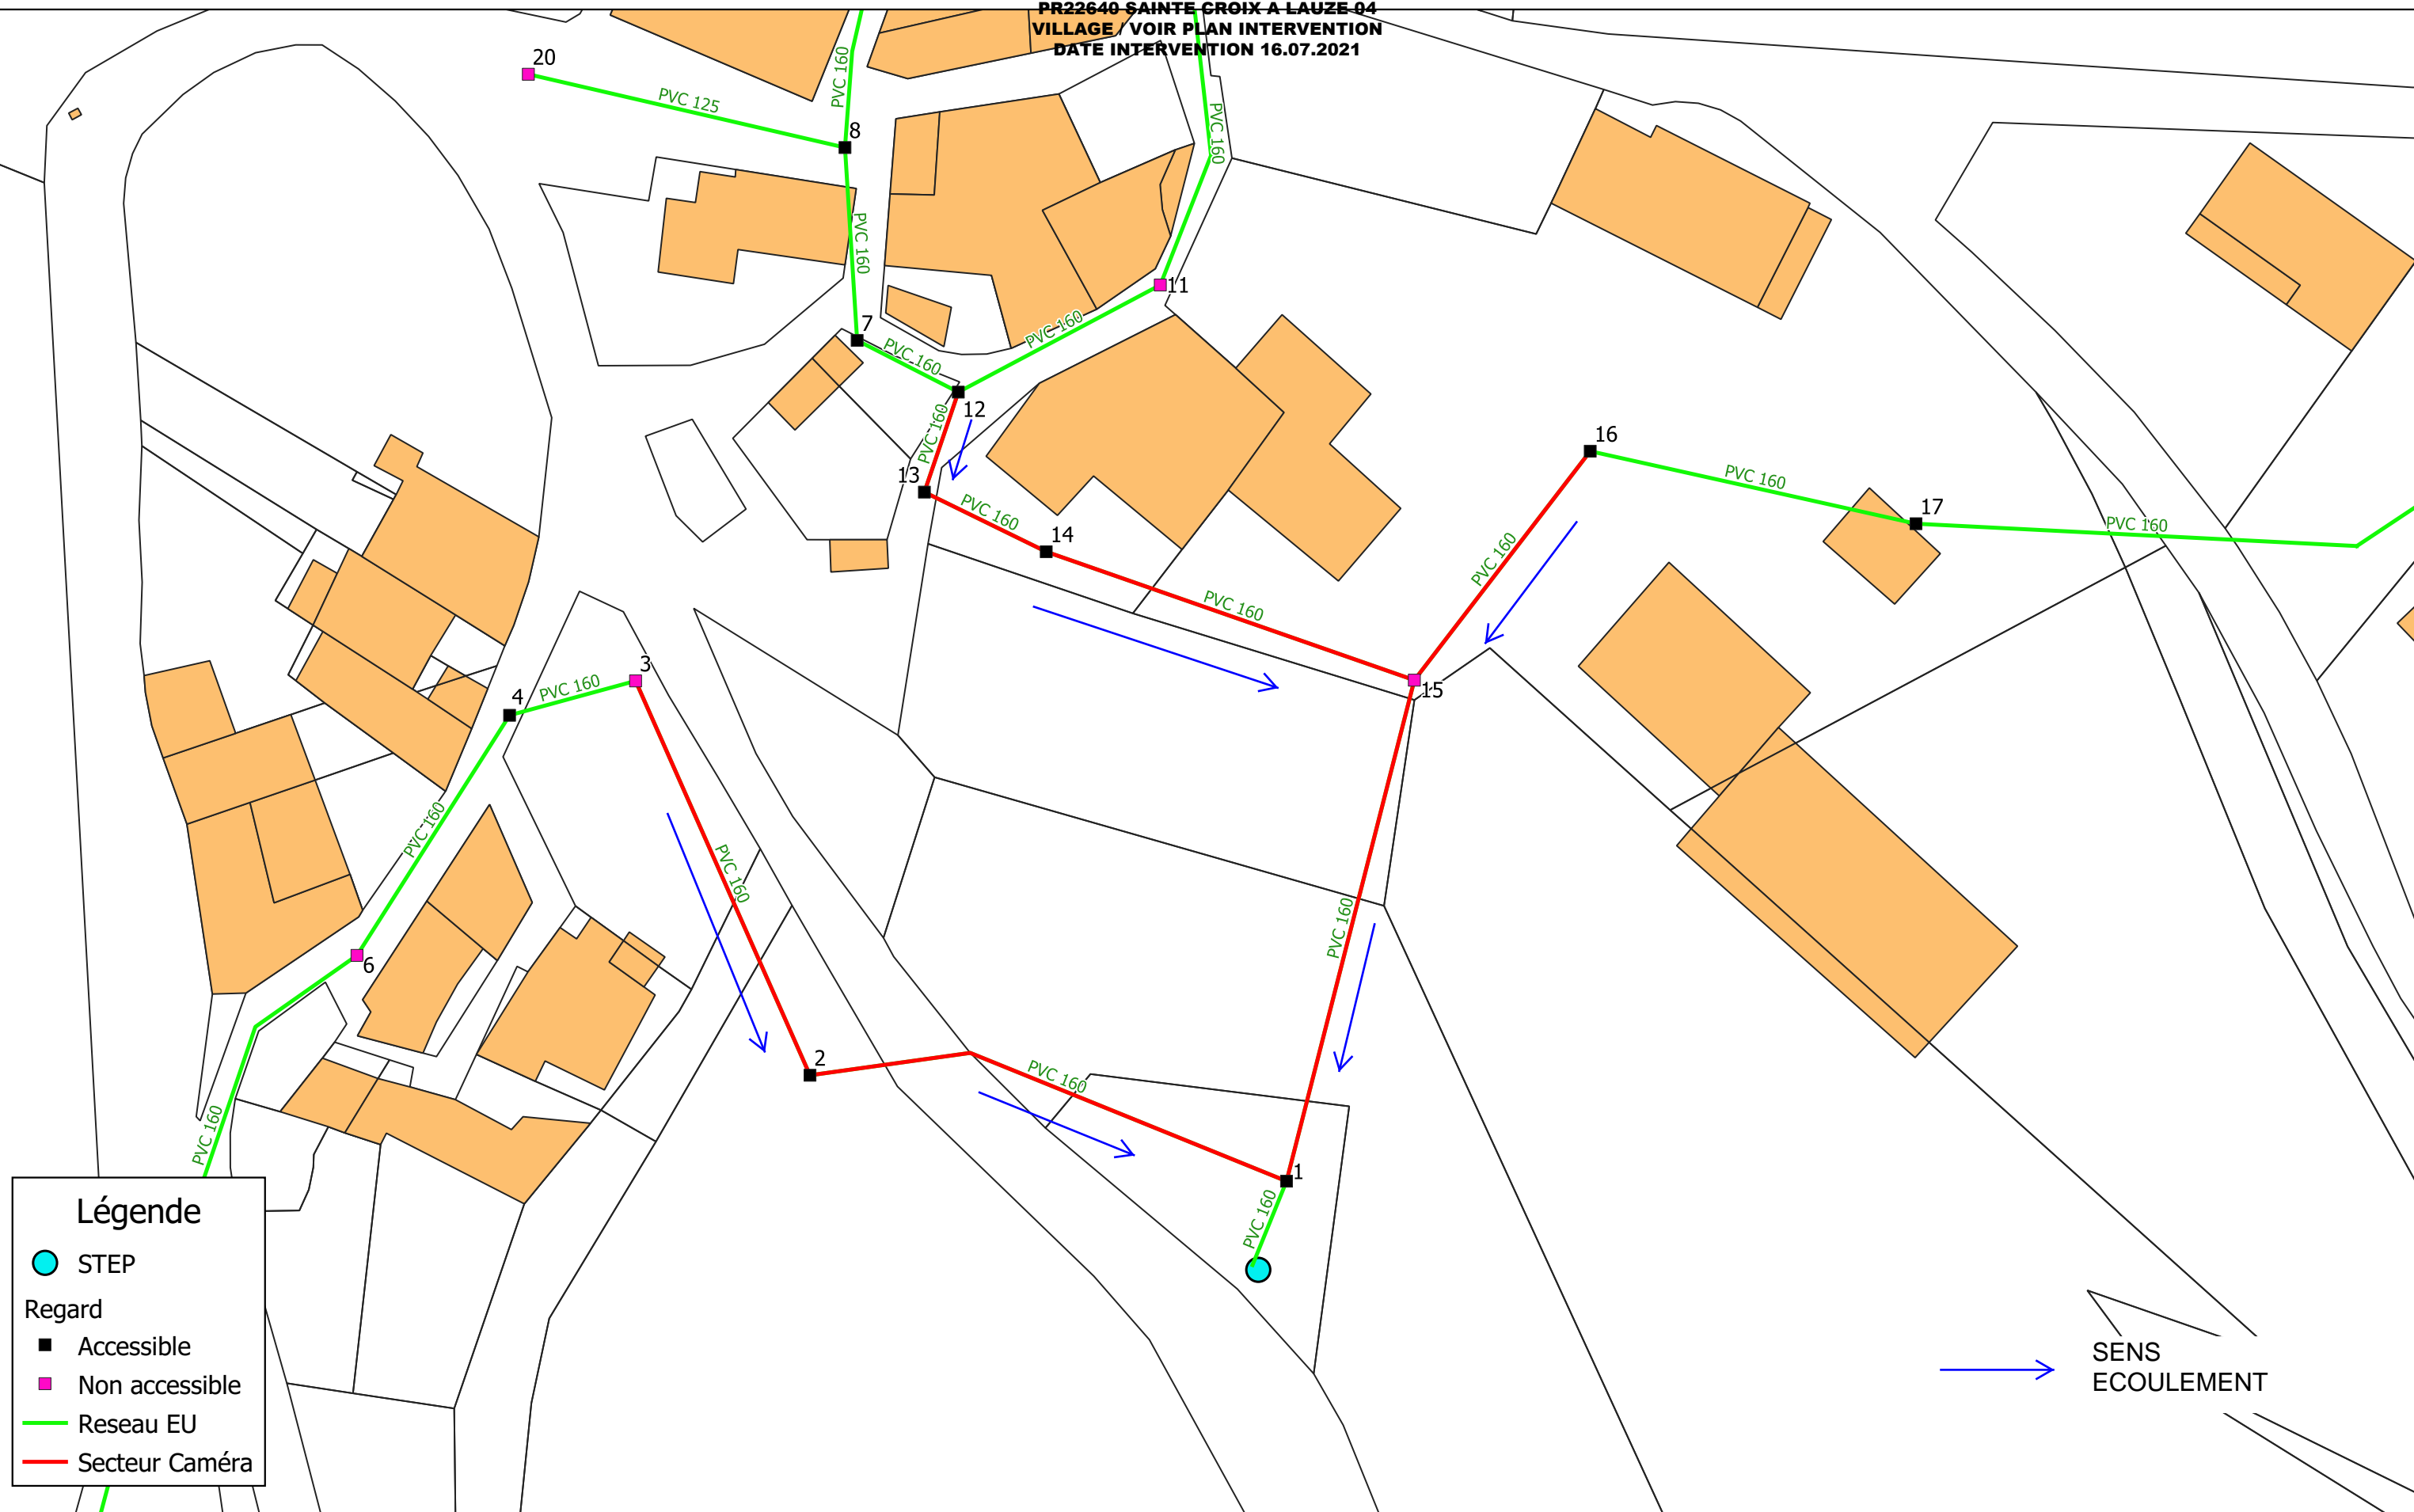 PR22640 SAINTE CROIX A LAUZE 04
VILLAGE / VOIR PLAN INTERVENTION
DATE INTERVENTION 16.07.2021
20
PVC 125
PVC 160
8
PVC 160
PVC 160
11
7
PVC 160
PVC 160
12
PVC 160
13
PVC 160
14
16
PVC 160
17
PVC 160
PVC 160
PVC 160
15
3
4
PVC 160
PVC 160
PVC 160
PVC 160
6
2
PVC 160
1
PVC 160
PVC 160
Légende
STEP
Regard
Accessible
Non accessible
Reseau EU
Secteur Caméra
SENS
ECOULEMENT